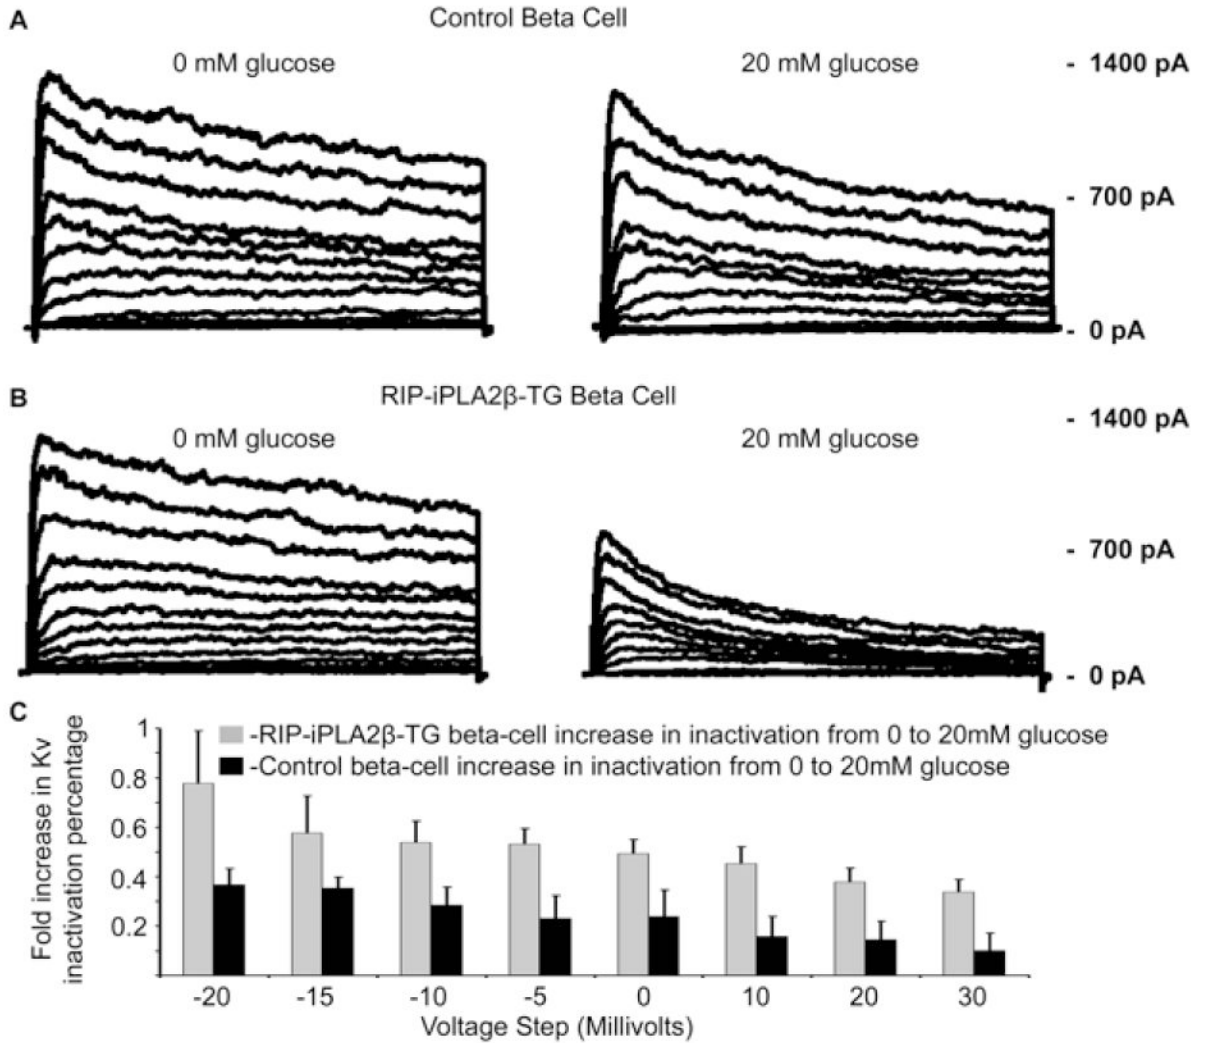 A
Control Beta Cell
0 mM glucose
20 mM glucose
- 1400 pA
- 700 pA
- 0 pA
B
RIP-iPLA2β-TG Beta Cell
- 1400 pA
0 mM glucose
20 mM glucose
- 700 pA
- 0 pA
C
Fold increase in Kv
inactivation percentage
1
0.8
0.6
0.4
0.2
-RIP-iPLA2β-TG beta-cell increase in inactivation from 0 to 20mM glucose
-Control beta-cell increase in inactivation from 0 to 20mM glucose
-20 -15 -10 -5 0 10 20 30
Voltage Step (Millivolts)